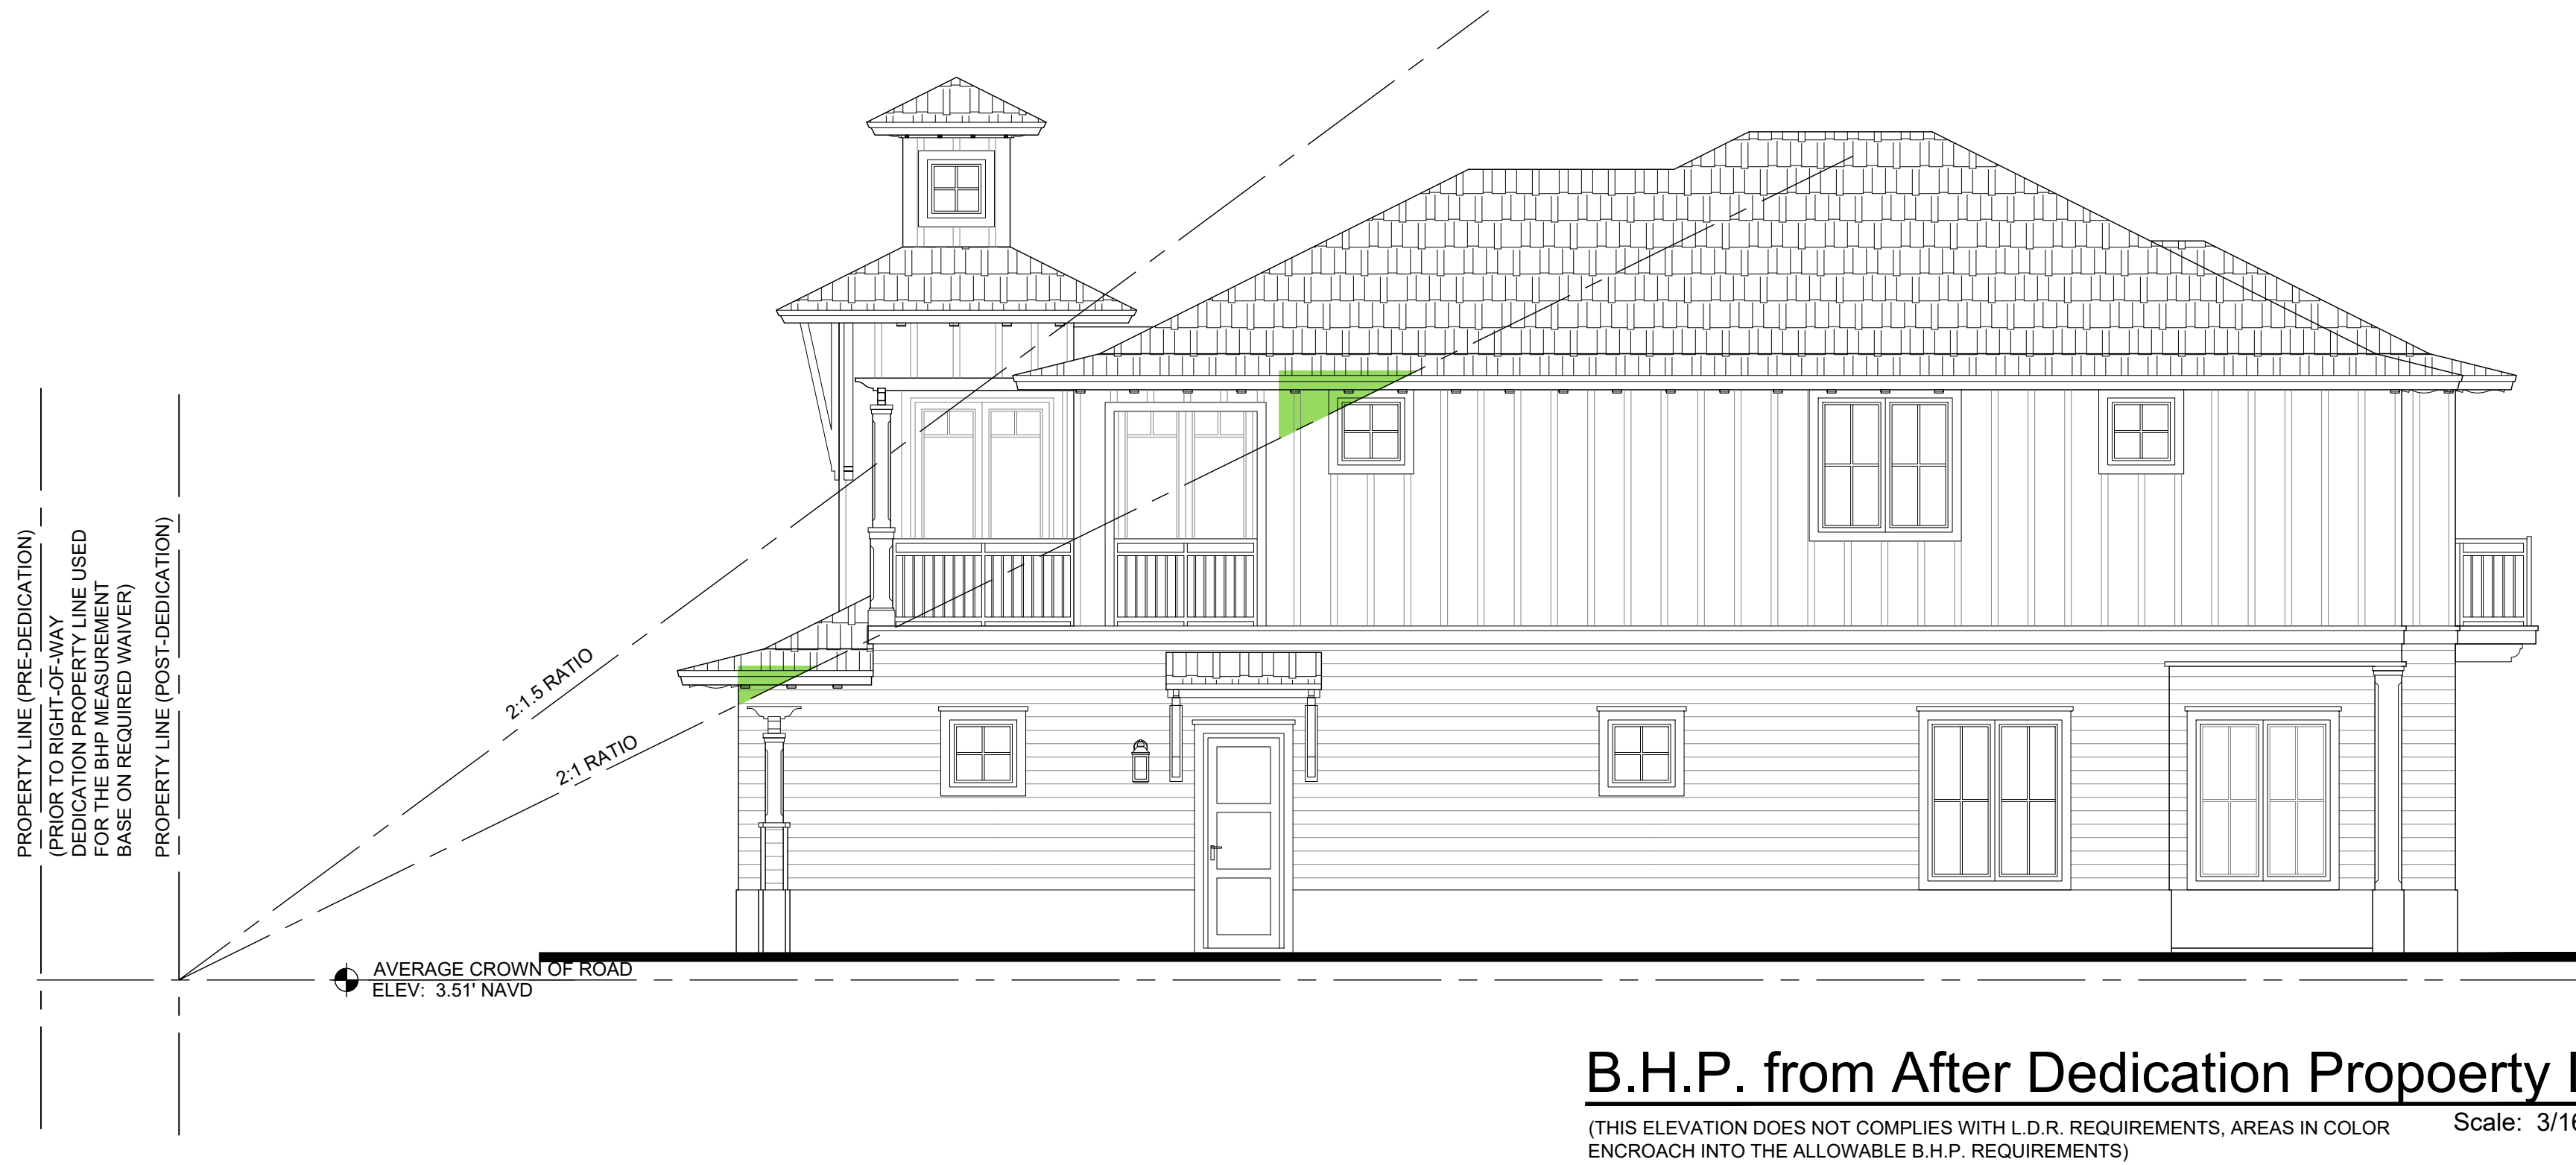 PROPERTY LINE (PRE-DEDICATION)
(PRIOR TO RIGHT-OF-WAY
DEDICATION PROPERTY LINE USED
FOR THE BHP MEASUREMENT
BASE ON REQUIRED WAIVER)
PROPERTY LINE (POST-DEDICATION)
2:1.5 RATIO
2:1 RATIO
AVERAGE CROWN OF ROAD
ELEV: 3.51' NAVD
B.H.P. from After Dedication Propoerty
Scale: 3/16
(THIS ELEVATION DOES NOT COMPLIES WITH L.D.R. REQUIREMENTS, AREAS IN COLOR
ENCROACH INTO THE ALLOWABLE B.H.P. REQUIREMENTS)